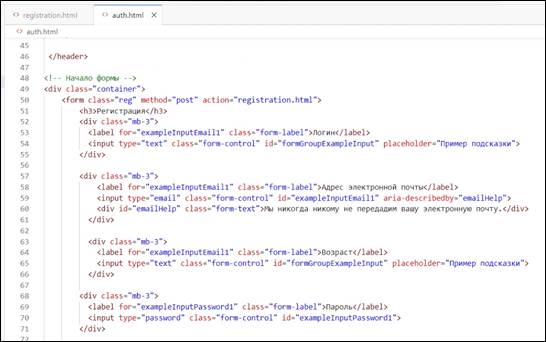 registration.html
auth.html
auth.html
45
46 </header>
47
48 <!-- Начало формы -->
49 <div class="container">
50 <form class="reg" method="post" action="registration.html">
51 <h3>Регистрация</h3>
52 <div class="mb-3">
53 <label for="exampleInputEmail1" class="form-label">Логин</label>
54 <input type="text" class="form-control" id="formGroupExampleInput" placeholder="Пример подсказки">
55 </div>
56
57 <div class="mb-3">
58 <label for="exampleInputEmail1" class="form-label">Адрес электронной почты</label>
59 <input type="email" class="form-control" id="exampleInputEmail1" aria-describedby="emailHelp">
60 <div id="emailHelp" class="form-text">Мы никогда никому не передадим вашу электронную почту.</div>
61 </div>
62
63 <div class="mb-3">
64 <label for="exampleInputEmail1" class="form-label">Возраст</label>
65 <input type="text" class="form-control" id="formGroupExampleInput" placeholder="Пример подсказки">
66 </div>
67
68 <div class="mb-3">
69 <label for="exampleInputPassword1" class="form-label">Пароль</label>
70 <input type="password" class="form-control" id="exampleInputPassword1">
71 </div>
72